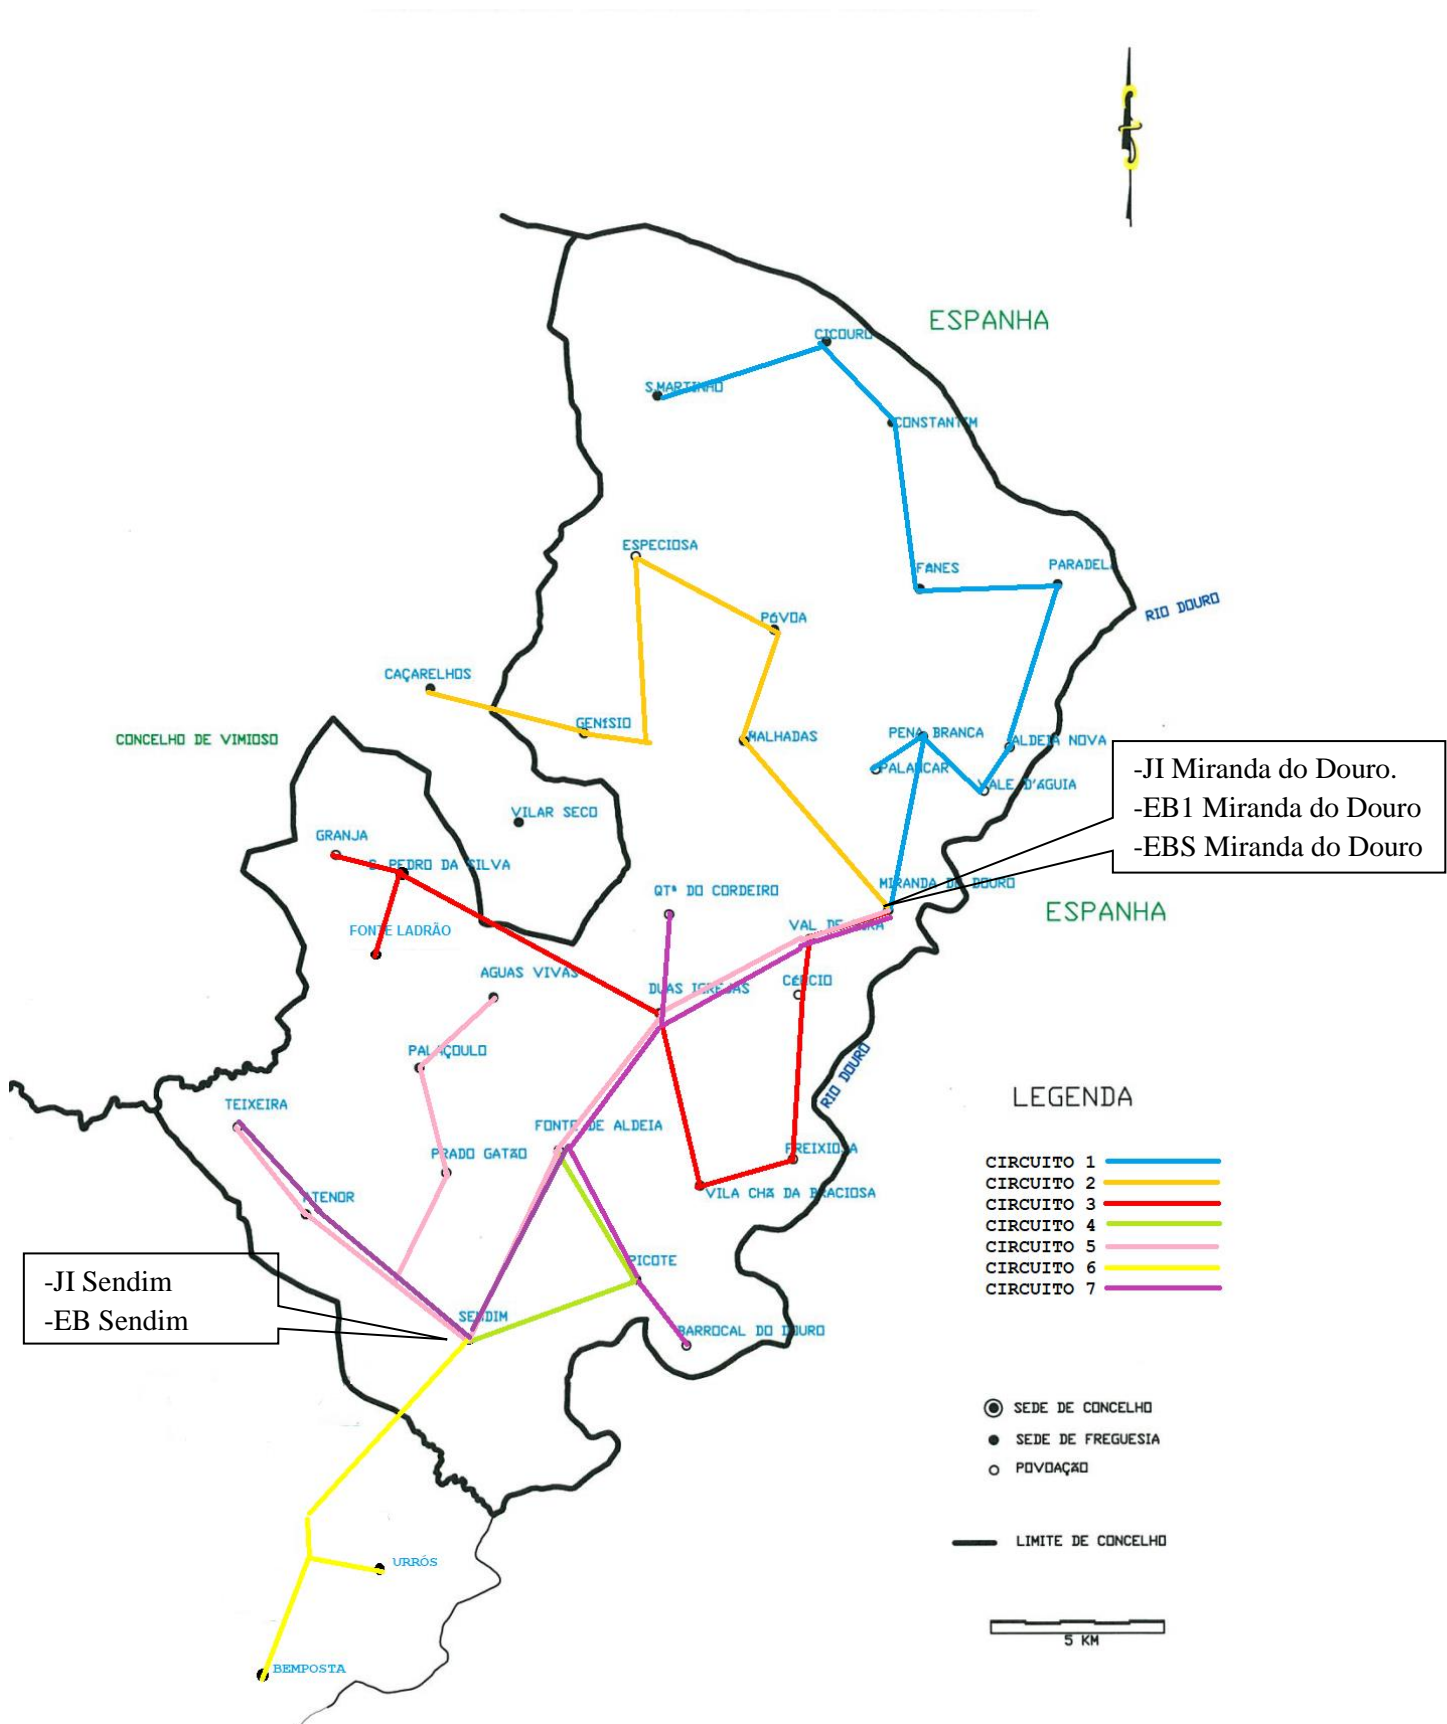 ESPANHA
CICOURO
S.MARTINHO
CONSTANTIM
ESPECIOSA
FANES
PARADELA
RIO DOURO
PÓVOA
CAÇARELHOS
GENÍSIO
CONCELHO DE VIMIOSO
MALHADAS
PENA BRANCA
ALDEIA NOVA
PALANCAR
VALE D'ÁGUIA
-JI Miranda do Douro.
-EB1 Miranda do Douro
-EBS Miranda do Douro
VILAR SECO
GRANJA
S. PEDRO DA SILVA
MIRANDA DO DOURO
QTª DO CORDEIRO
ESPANHA
FONTE LADRÃO
VAL DE MIRA
AGUAS VIVAS
CÉRCIO
DUAS IGREJAS
PALAÇOULO
RIO DOURO
TEIXEIRA
FONTE DE ALDEIA
PRADO GATÃO
FREIXIOSA
VILA CHÃ DA BRACIOSA
ATENOR
PICOTE
-JI Sendim
-EB Sendim
SENDIM
BARROCAL DO DOURO
URRÓS
BEMPOSTA
LEGENDA
CIRCUITO 1
CIRCUITO 2
CIRCUITO 3
CIRCUITO 4
CIRCUITO 5
CIRCUITO 6
CIRCUITO 7
SEDE DE CONCELHO
SEDE DE FREGUESIA
POVOAÇÃO
LIMITE DE CONCELHO
5 KM